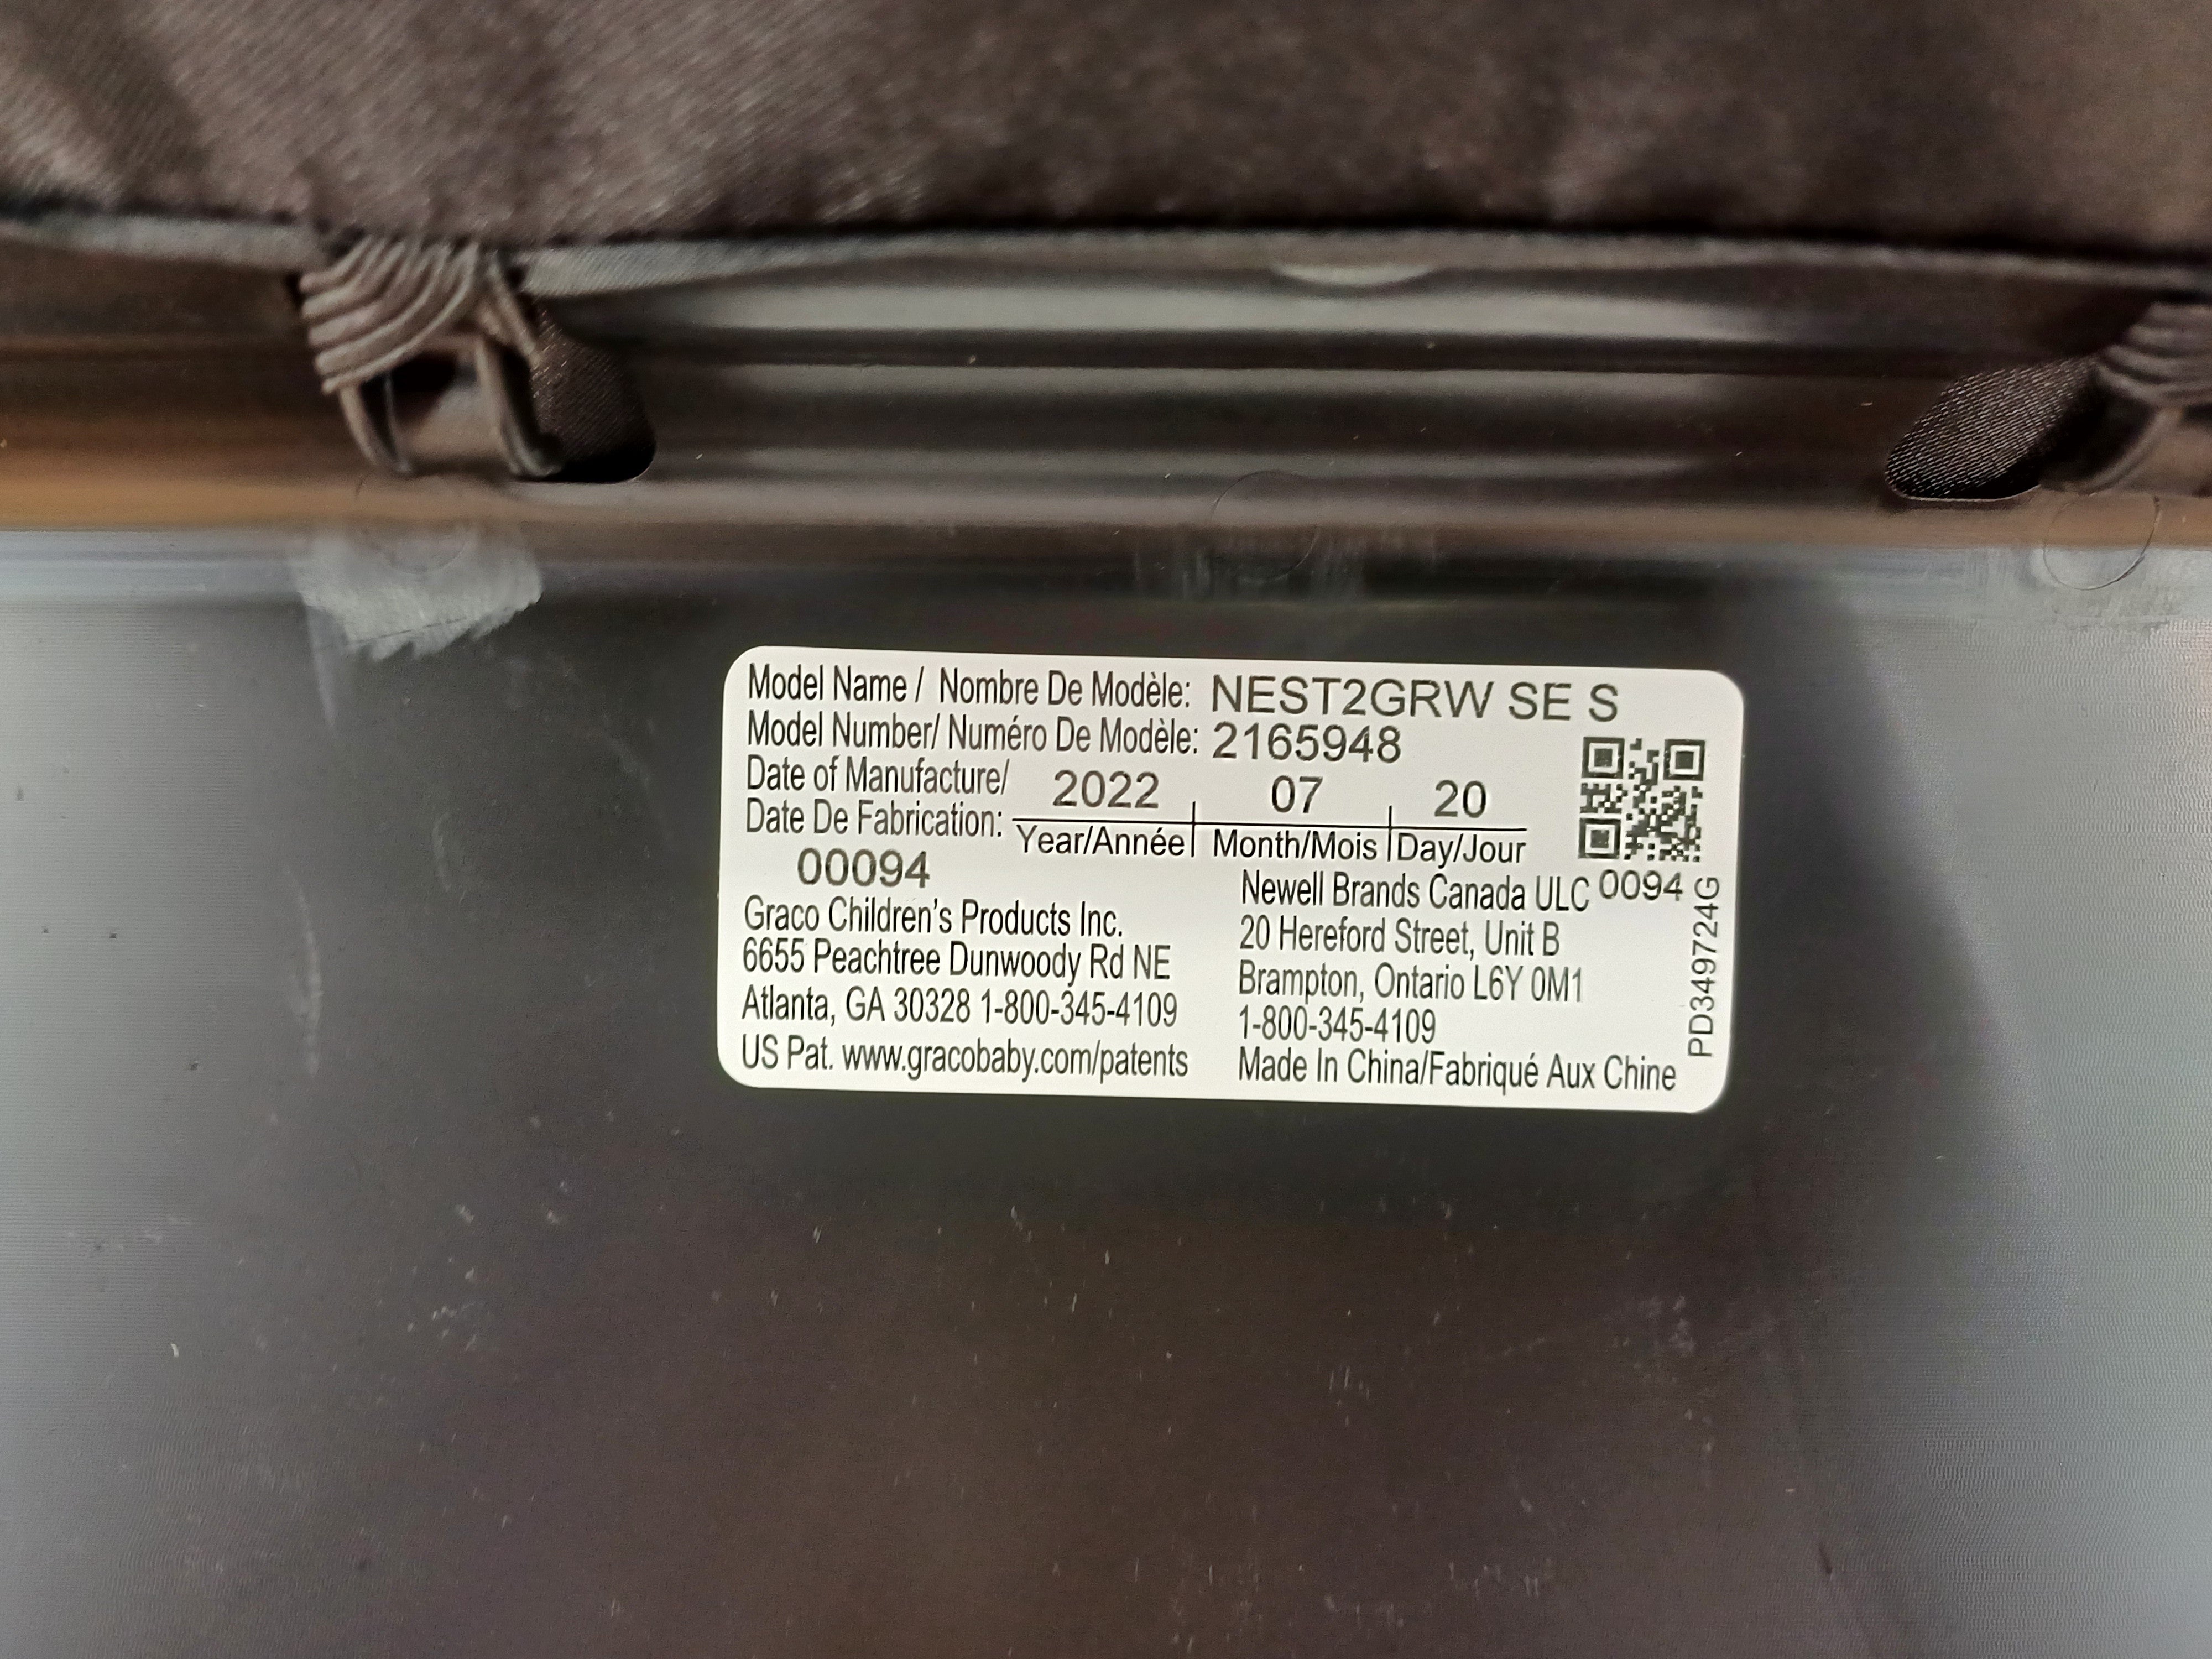 Model Name / Nombre De Modèle: NEST2GRW SE S
Model Number/ Numéro De Modèle: 2165948
Date of Manufacture/
Date De Fabrication:
2022 07 20
Year/Année Month/Mois Day/Jour
00094
Graco Children's Products Inc.
6655 Peachtree Dunwoody Rd NE
Atlanta, GA 30328 1-800-345-4109
US Pat. www.gracobaby.com/patents
Newell Brands Canada ULC
20 Hereford Street, Unit B
Brampton, Ontario L6Y 0M1
1-800-345-4109
Made In China/Fabriqué Aux Chine
0094
PD349724G